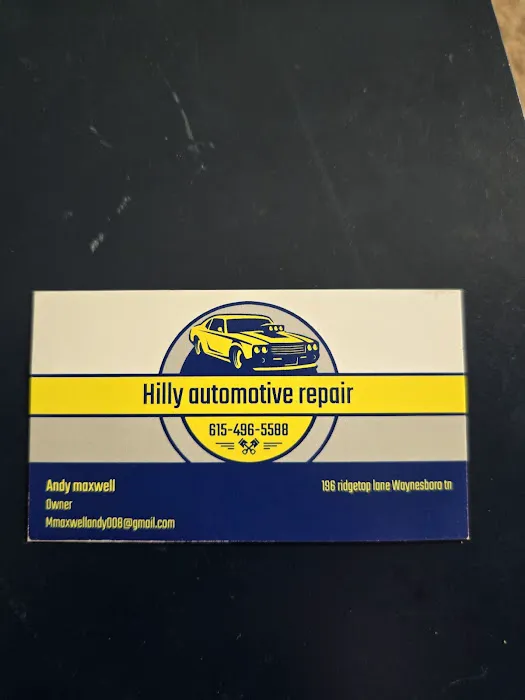 Hilly automotive repair
615-496-5588
Andy maxwell
Owner
Mmaxwellandy008@gmail.com
196 ridgetop lane Waynesboro tn